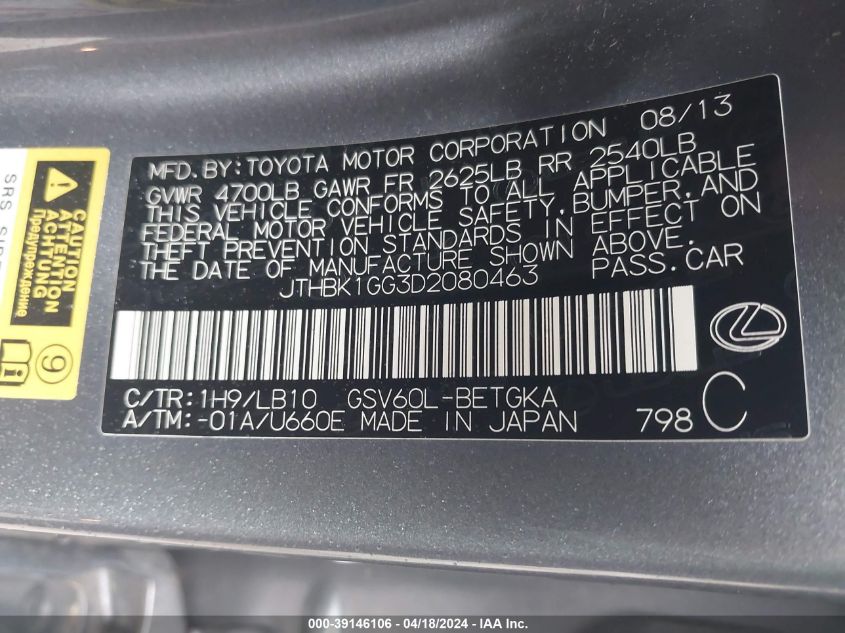 MFD. BY: TOYOTA MOTOR CORPORATION 08/13
GVWR 4700LB GAWR FR 2625LB RR 2540LB
THIS VEHICLE CONFORMS TO ALL APPLICABLE
FEDERAL MOTOR VEHICLE SAFETY, BUMPER, AND
THEFT PREVENTION STANDARDS IN EFFECT ON
THE DATE OF MANUFACTURE SHOWN ABOVE.
JTHBK1GG3D2080463 PASS. CAR
C/TR: 1H9/LB10 GSV60L-BETGKA
A/TM: -01A/U660E MADE IN JAPAN 798 C
SRS
CAUTION
ATTENTION
ACHTUNG
Предупреждение
9
000-39146106 - 04/18/2024 - IAA Inc.